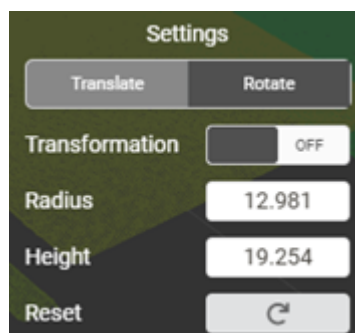 Settings
Translate Rotate
Transformation OFF
Radius 12.981
Height 19.254
Reset